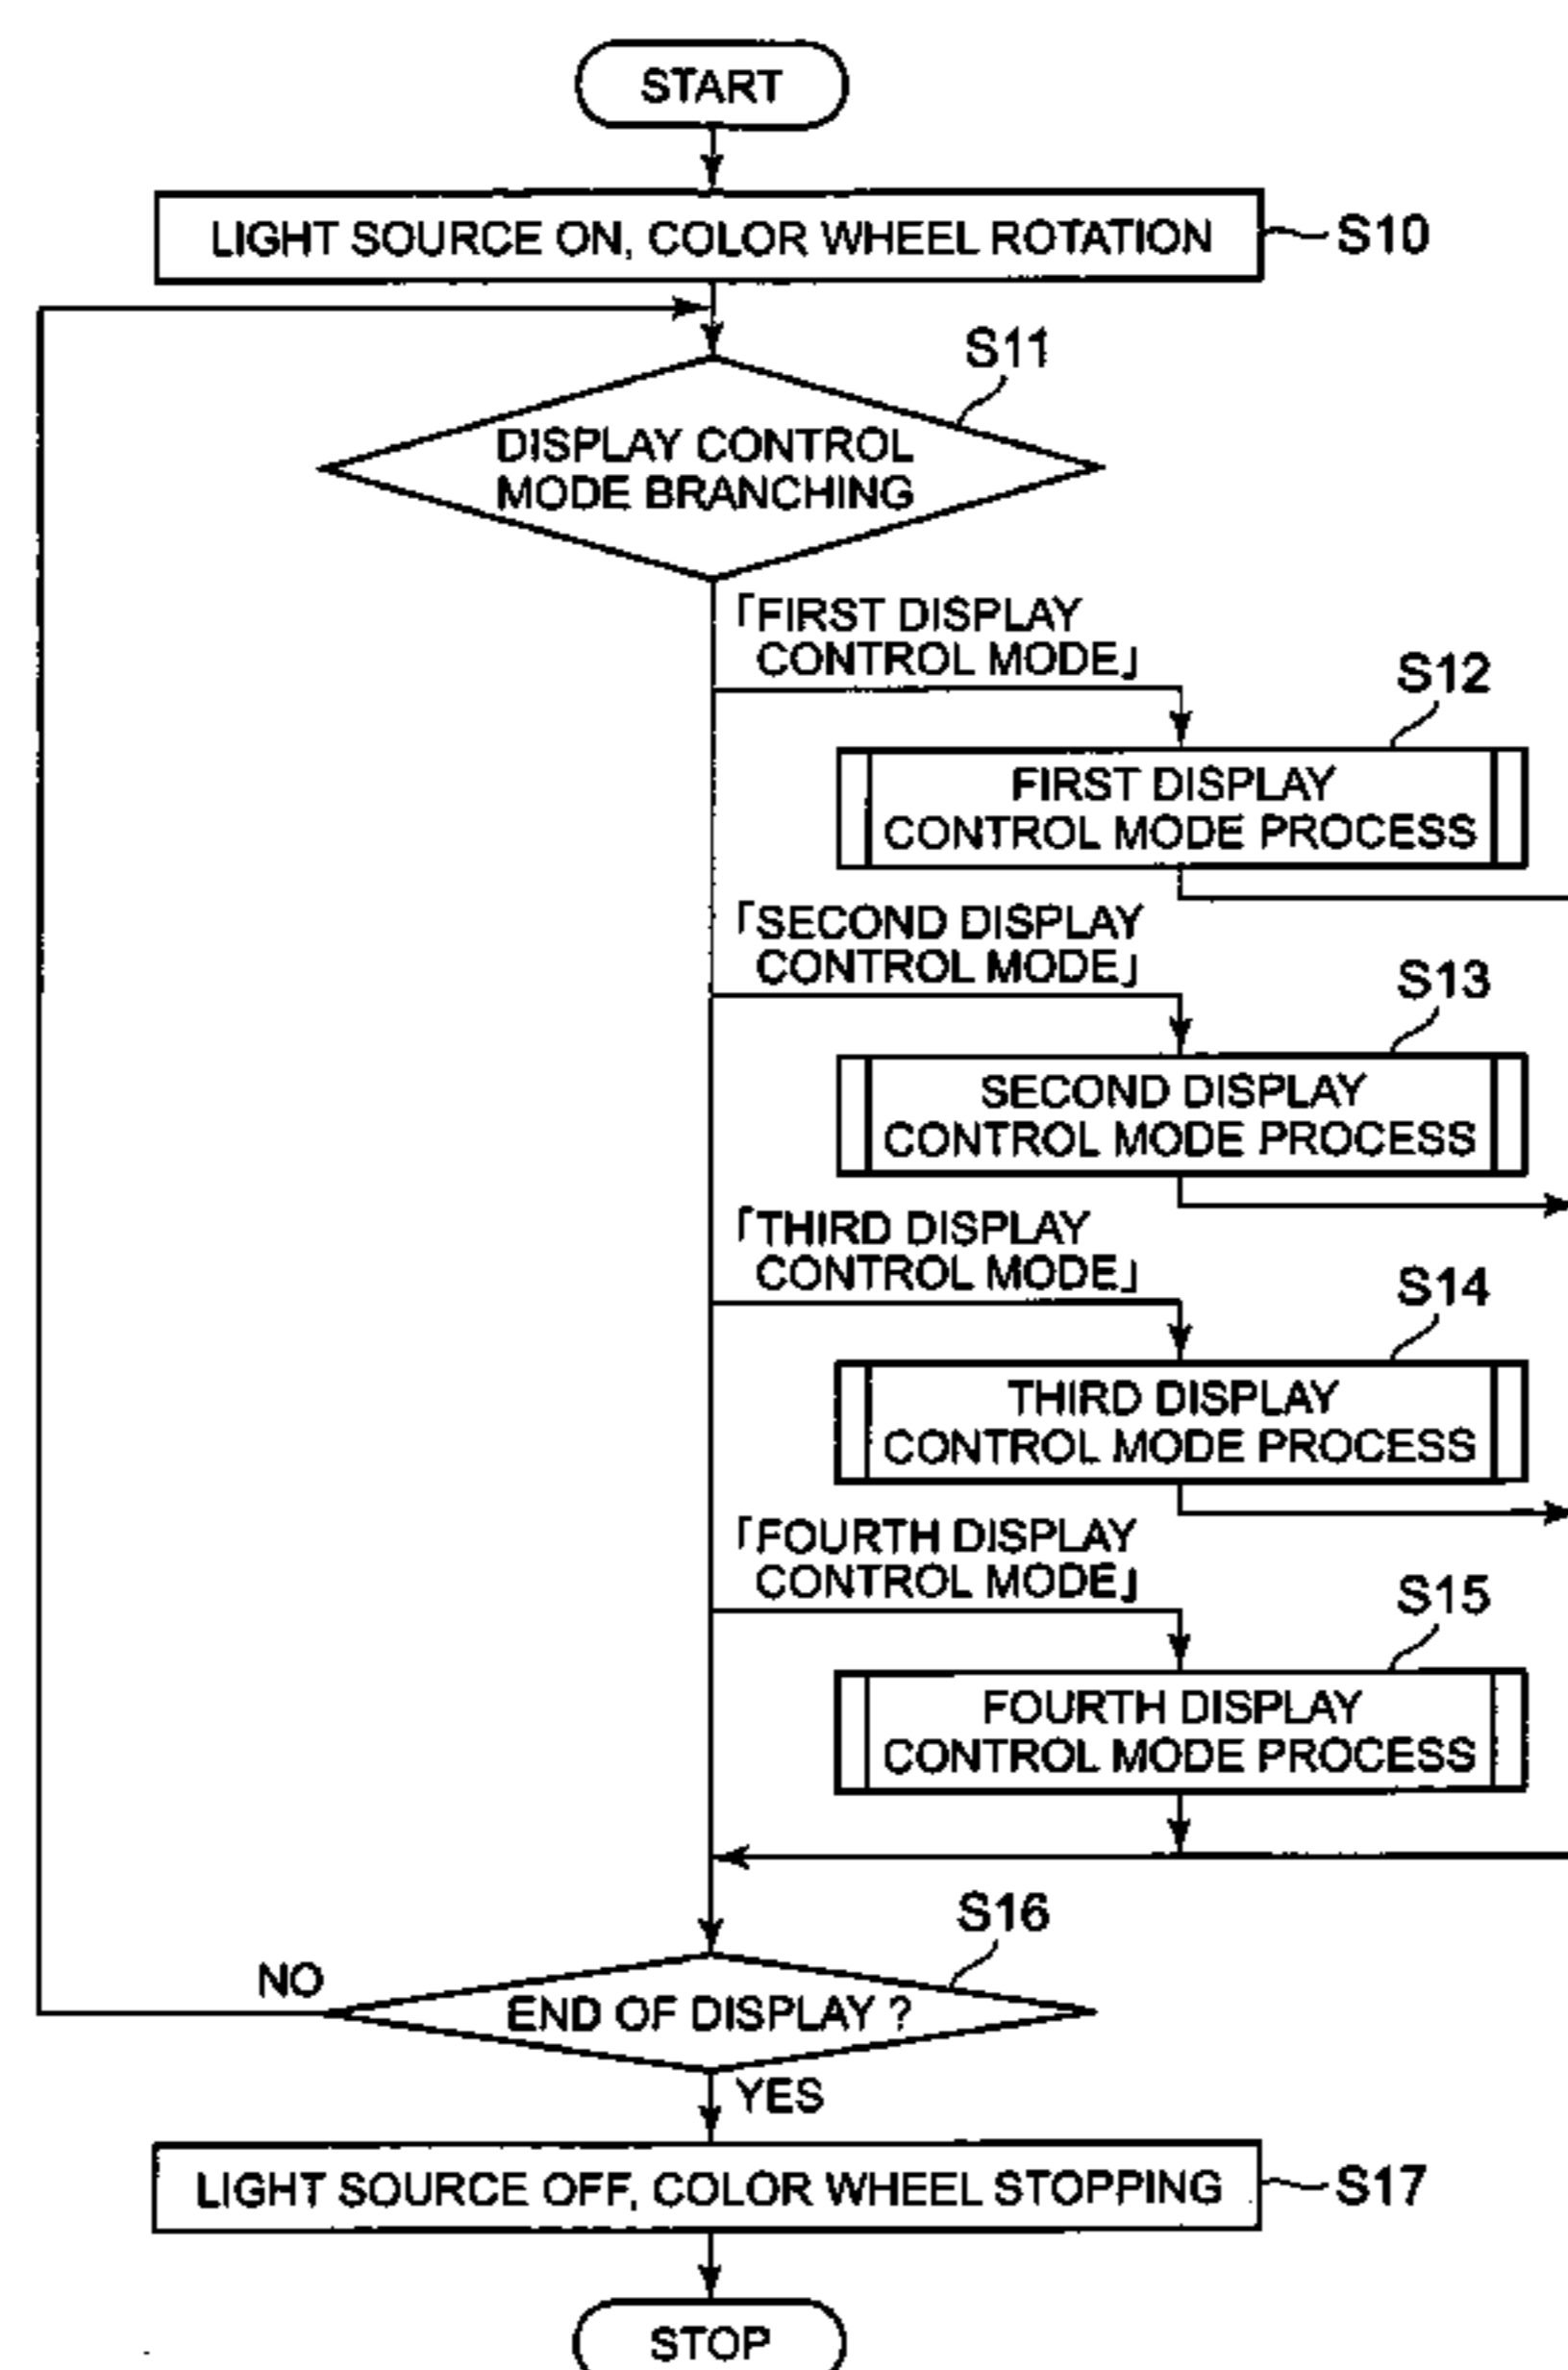 START
LIGHT SOURCE ON, COLOR WHEEL ROTATION
S10
S11
DISPLAY CONTROL
MODE BRANCHING
「FIRST DISPLAY
CONTROL MODE」
S12
FIRST DISPLAY
CONTROL MODE PROCESS
「SECOND DISPLAY
CONTROL MODE」
S13
SECOND DISPLAY
CONTROL MODE PROCESS
「THIRD DISPLAY
CONTROL MODE」
S14
THIRD DISPLAY
CONTROL MODE PROCESS
「FOURTH DISPLAY
CONTROL MODE」
S15
FOURTH DISPLAY
CONTROL MODE PROCESS
S16
NO
END OF DISPLAY ?
YES
LIGHT SOURCE OFF, COLOR WHEEL STOPPING
S17
STOP